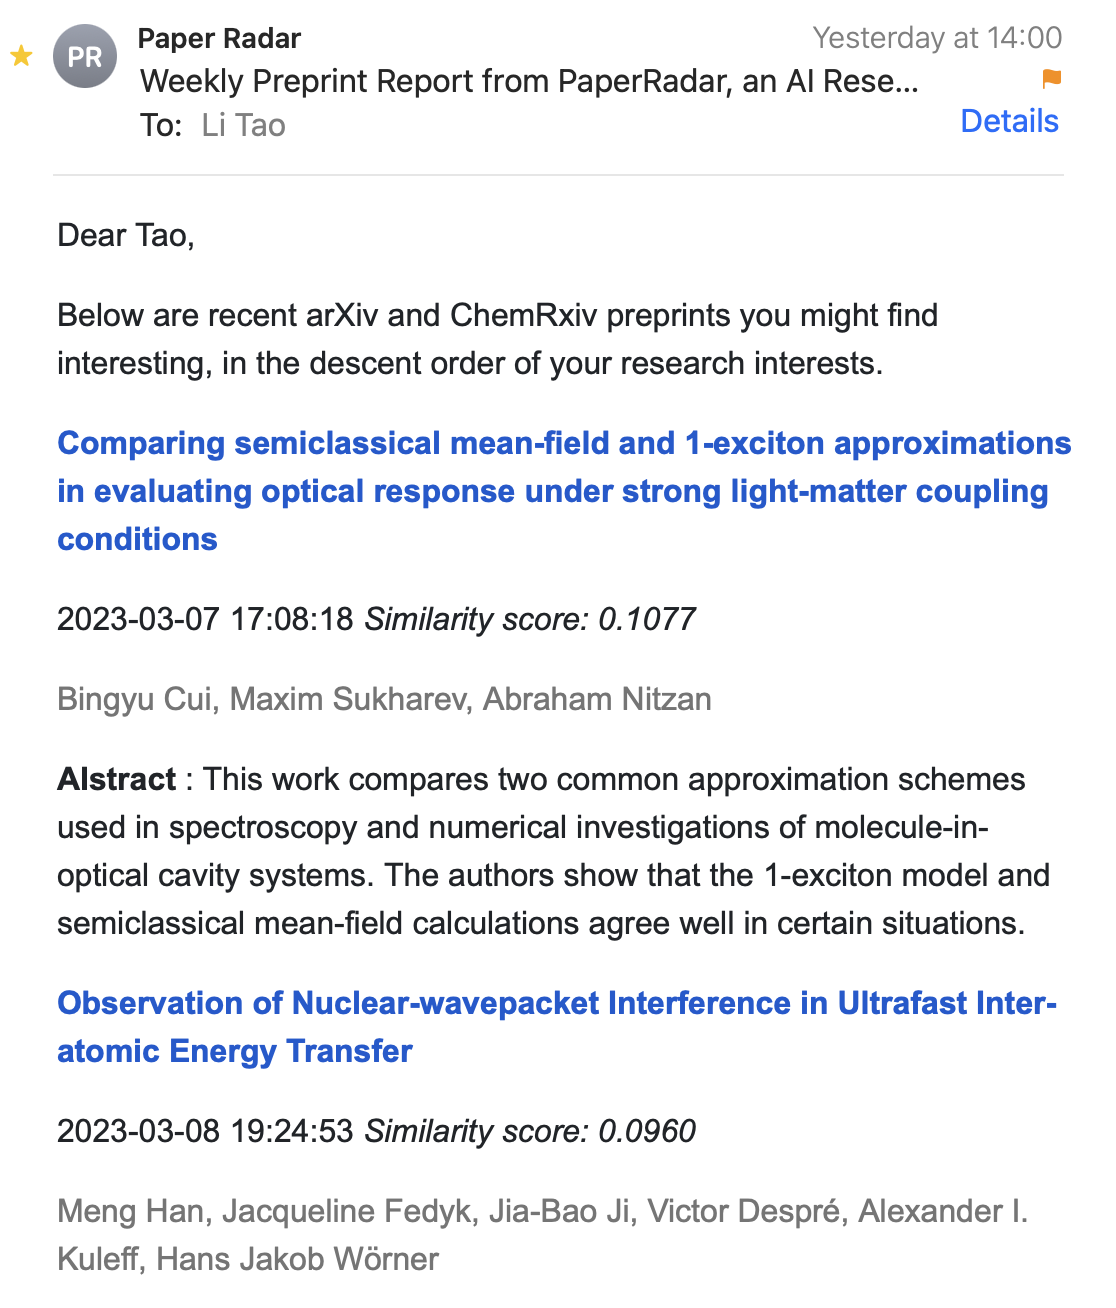 PR
Paper Radar
Yesterday at 14:00
Weekly Preprint Report from PaperRadar, an AI Rese...
To: Li Tao
Details
Dear Tao,
Below are recent arXiv and ChemRxiv preprints you might find
interesting, in the descent order of your research interests.
Comparing semiclassical mean-field and 1-exciton approximations
in evaluating optical response under strong light-matter coupling
conditions
2023-03-07 17:08:18 Similarity score: 0.1077
Bingyu Cui, Maxim Sukharev, Abraham Nitzan
AIstract : This work compares two common approximation schemes
used in spectroscopy and numerical investigations of molecule-in-
optical cavity systems. The authors show that the 1-exciton model and
semiclassical mean-field calculations agree well in certain situations.
Observation of Nuclear-wavepacket Interference in Ultrafast Inter-
atomic Energy Transfer
2023-03-08 19:24:53 Similarity score: 0.0960
Meng Han, Jacqueline Fedyk, Jia-Bao Ji, Victor Despré, Alexander I.
Kuleff, Hans Jakob Wörner